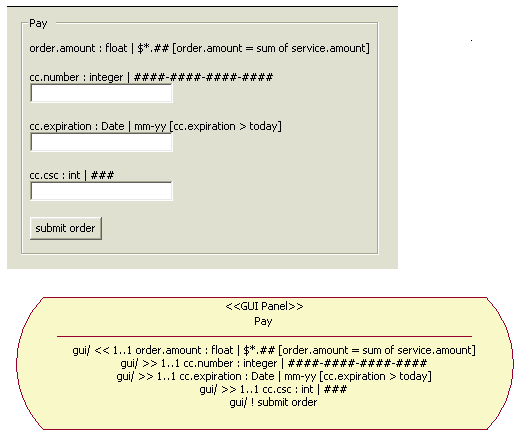 Pay
order.amount : float | $*.## [order.amount = sum of service.amount]
cc.number : integer | ####-####-####-####
cc.expiration : Date | mm-yy [cc.expiration > today]
cc.csc : int | ###
submit order
<<GUI Panel>>
Pay
gui/ << 1..1 order.amount : float | $*.## [order.amount = sum of service.amount]
gui/ >> 1..1 cc.number : integer | ####-####-####-####
gui/ >> 1..1 cc.expiration : Date | mm-yy [cc.expiration > today]
gui/ >> 1..1 cc.csc : int | ###
gui/ ! submit order